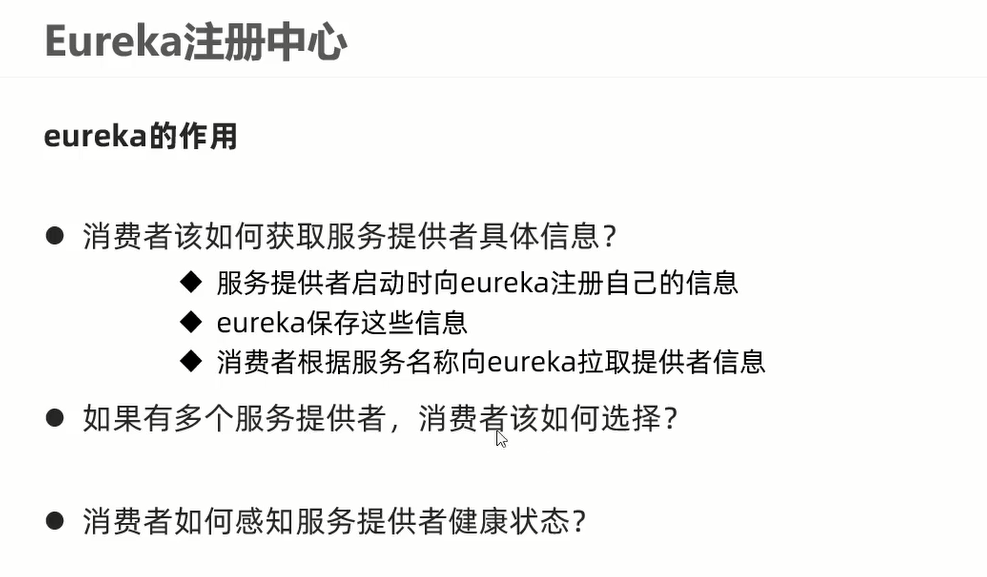 Eureka注册中心
eureka的作用
消费者该如何获取服务提供者具体信息？
服务提供者启动时向eureka注册自己的信息
eureka保存这些信息
消费者根据服务名称向eureka拉取提供者信息
如果有多个服务提供者，消费者该如何选择？
消费者如何感知服务提供者健康状态？